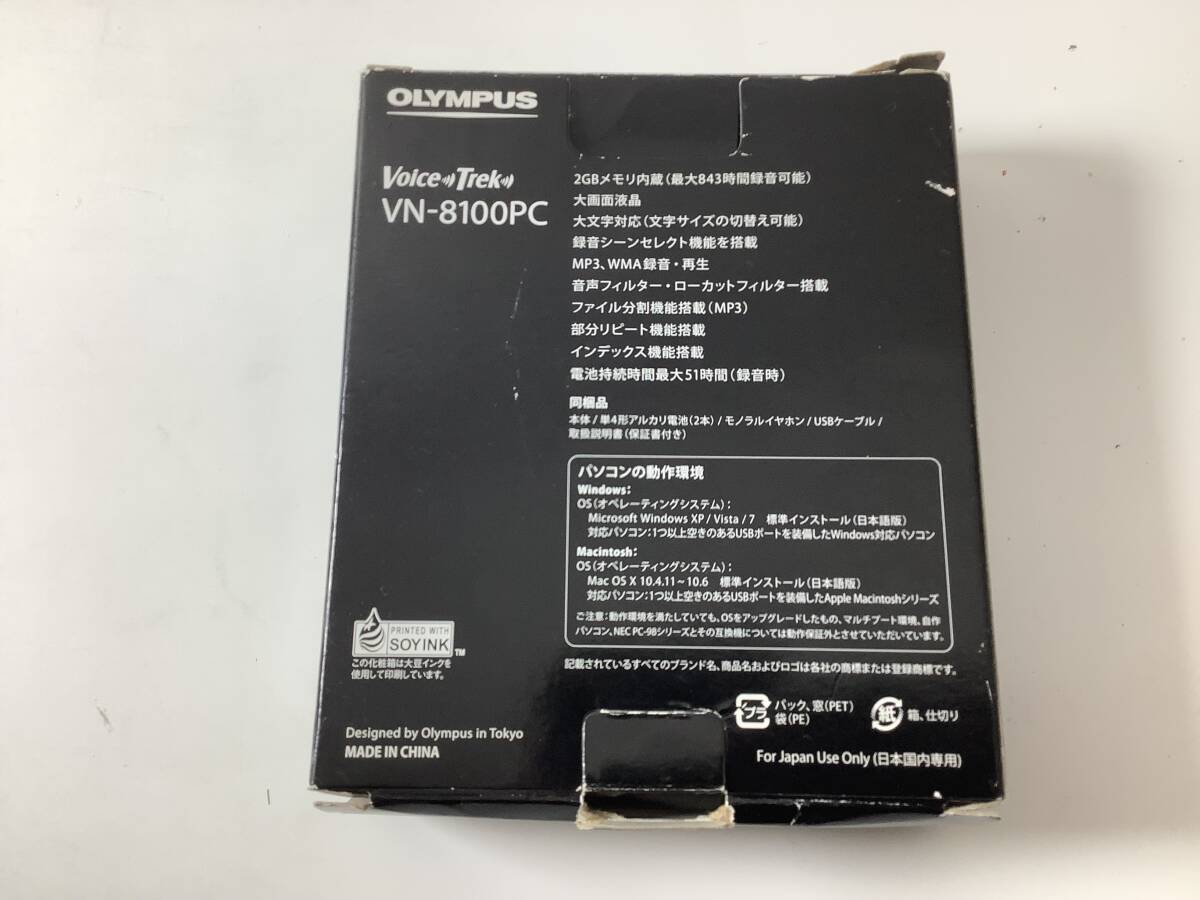 OLYMPUS
Voice Trek
VN-8100PC
2GBメモリ内蔵(最大843時間録音可能)
大画面液晶
大文字対応(文字サイズの切替え可能)
録音シーンセレクト機能を搭載
MP3、WMA録音・再生
音声フィルター・ローカットフィルター搭載
ファイル分割機能搭載(MP3)
部分リピート機能搭載
インデックス機能搭載
電池持続時間最大51時間(録音時)
同梱品
本体/単4形アルカリ電池(2本)/モノラルイヤホン/USBケーブル/
取扱説明書(保証書付き)
パソコンの動作環境
Windows:
OS(オペレーティングシステム):
Microsoft Windows XP/Vista/7 標準インストール(日本語版)
対応パソコン:1つ以上空きのあるUSBポートを装備したWindows対応パソコン
Macintosh:
OS(オペレーティングシステム):
Mac OS X 10.4.11~10.6 標準インストール(日本語版)
対応パソコン:1つ以上空きのあるUSBポートを装備したApple Macintoshシリーズ
ご注意:動作環境を満たしていても、OSをアップグレードしたもの、マルチブート環境、自作
パソコン、NEC PC-98シリーズとその互換機については動作保証外とさせていただいています。
記載されているすべてのブランド名、商品名およびロゴは各社の商標または登録商標です。
PRINTED WITH
SOY INK TM
この化粧箱は大豆インクを
使用して印刷しています。
プラ パック、窓(PET)
袋(PE)
紙 箱、仕切り
Designed by Olympus in Tokyo
MADE IN CHINA
For Japan Use Only (日本国内専用)